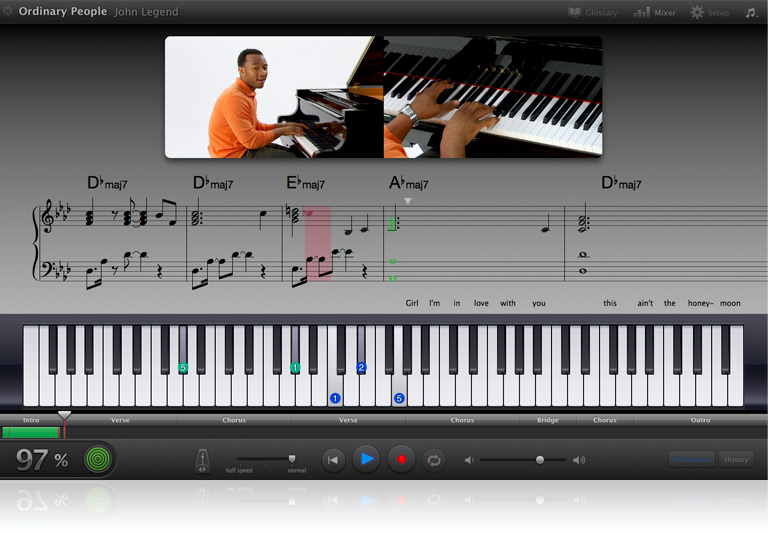 Ordinary People John Legend
Glossary Mixer Setup
D♭maj7 D♭maj7 E♭maj7 A♭maj7 D♭maj7
Girl I'm in love with you this ain't the honey- moon
5 1 2
1 5
Intro Verse Chorus Verse Chorus Bridge Chorus Outro
97 %
69
half speed normal
History